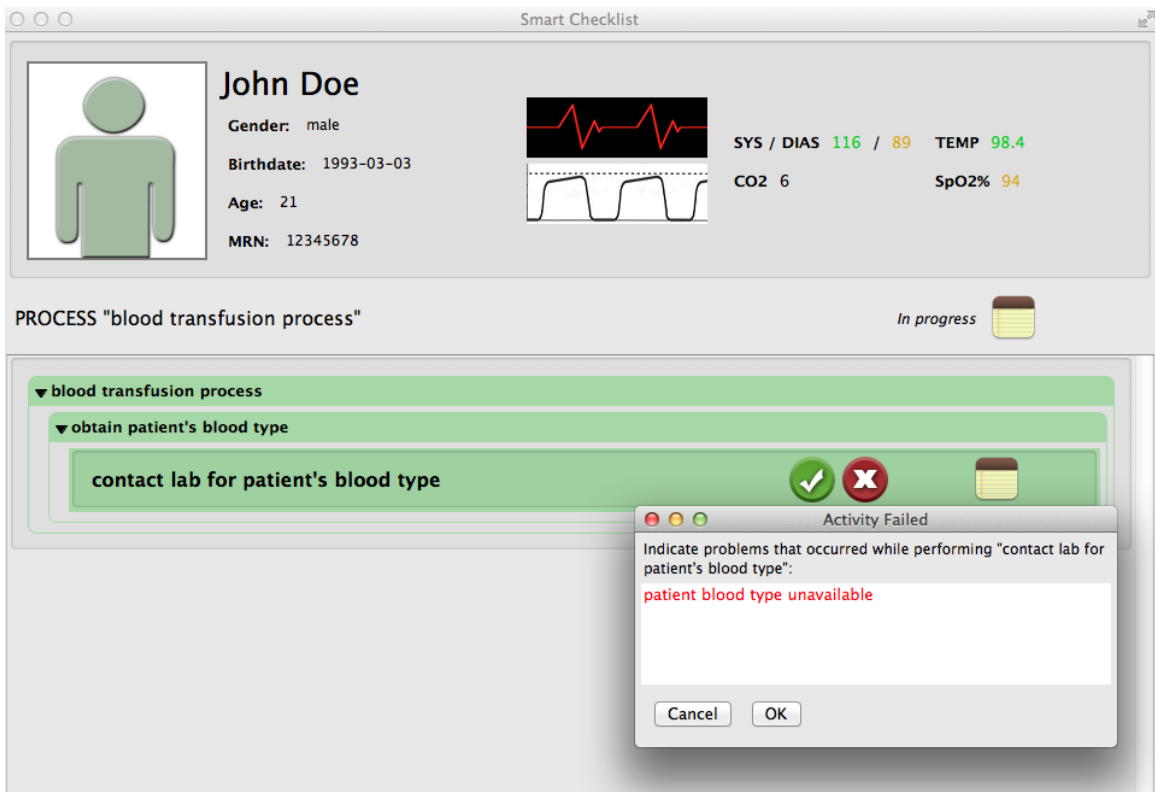 Smart Checklist
John Doe
Gender: male
Birthdate: 1993-03-03
Age: 21
MRN: 12345678
SYS / DIAS 116 / 89 TEMP 98.4
CO2 6 SpO2% 94
PROCESS "blood transfusion process"
In progress
blood transfusion process
obtain patient's blood type
contact lab for patient's blood type
Activity Failed
Indicate problems that occurred while performing "contact lab for
patient's blood type":
patient blood type unavailable
Cancel OK